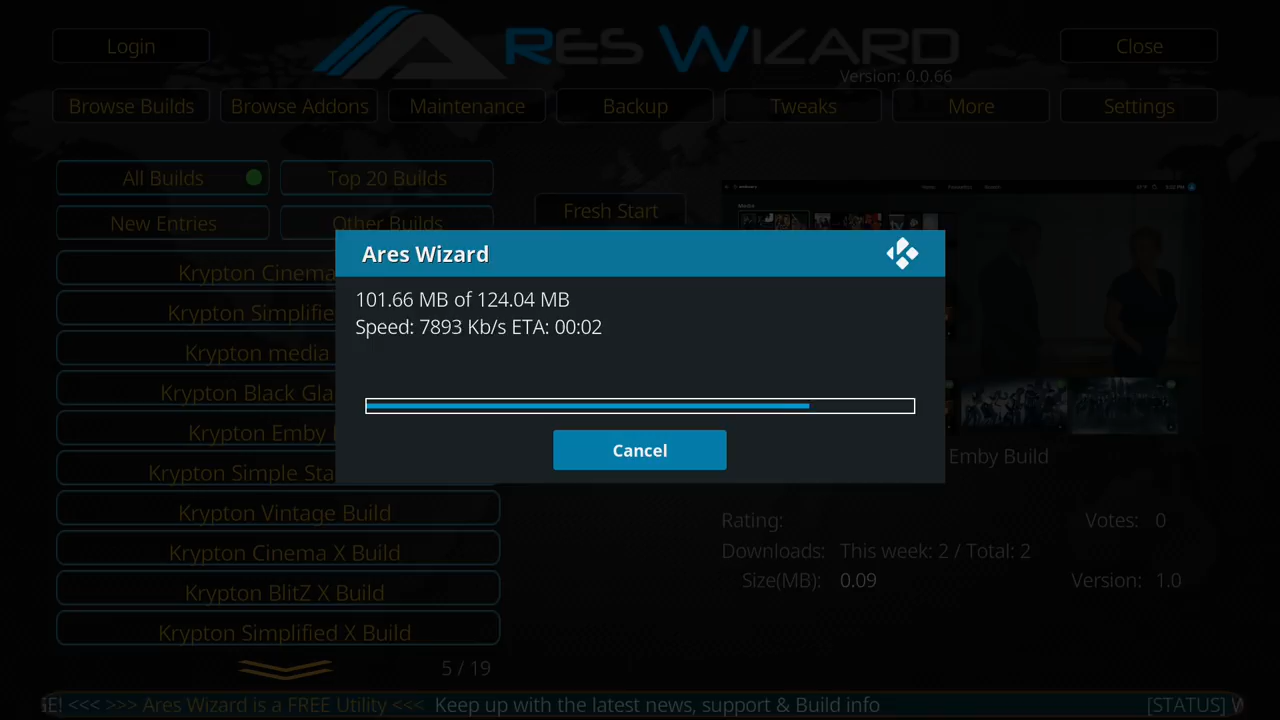 Login
ARES WIZARD
Close
Version: 0.0.66
Browse Builds
Browse Addons
Maintenance
Backup
Tweaks
More
Settings
All Builds
Top 20 Builds
New Entries
Other Builds
Fresh Start
Ares Wizard
101.66 MB of 124.04 MB
Speed: 7893 Kb/s ETA: 00:02
Cancel
Krypton Cinema
Krypton Simplifie
Krypton media
Krypton Black Gla
Krypton Emby
Krypton Simple Sta
Krypton Vintage Build
Krypton Cinema X Build
Krypton BlitZ X Build
Krypton Simplified X Build
5 / 19
Emby Build
Rating:
Votes: 0
Downloads: This week: 2 / Total: 2
Size(MB): 0.09
Version: 1.0
GE! <<< >>> Ares Wizard is a FREE Utility <<< Keep up with the latest news, support & Build info
[STATUS] W